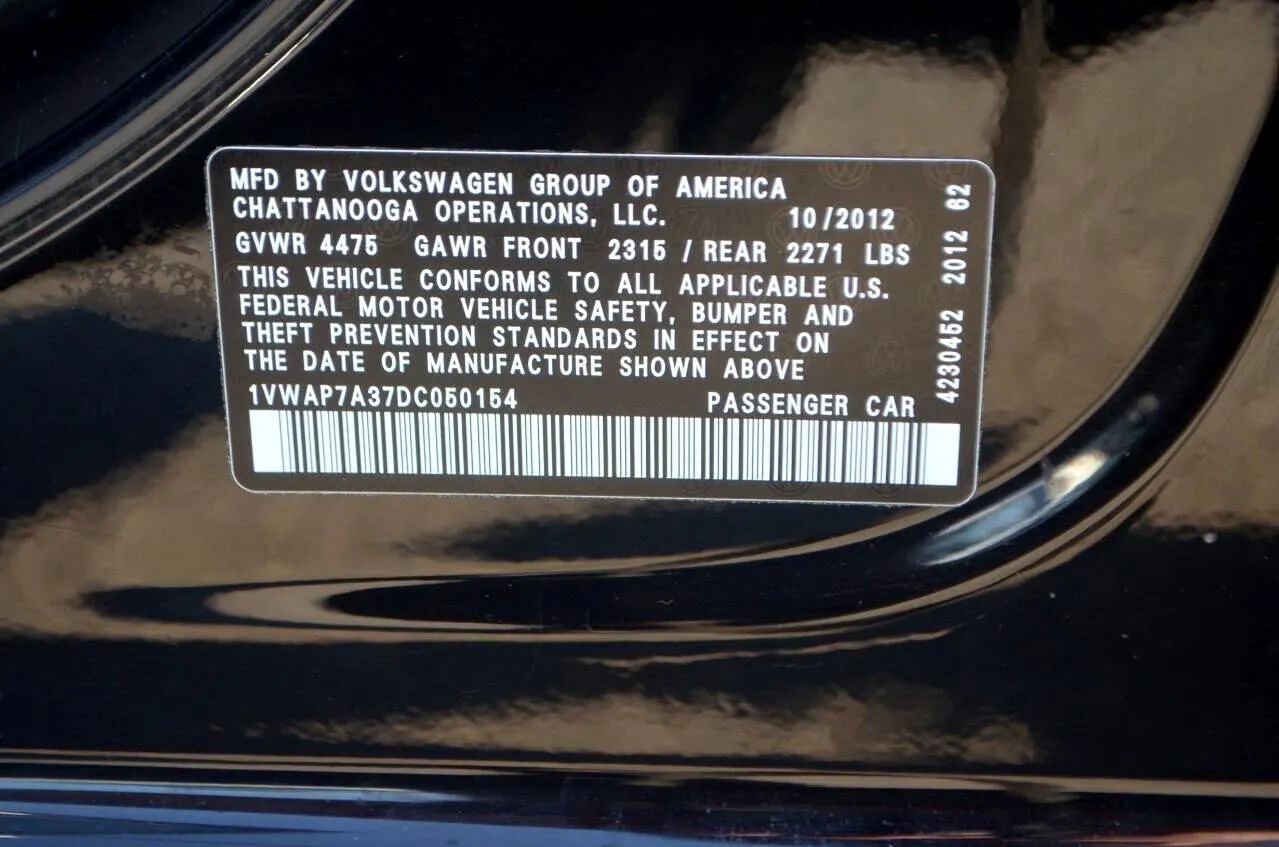 MFD BY VOLKSWAGEN GROUP OF AMERICA
CHATTANOOGA OPERATIONS, LLC. 10/2012
GVWR 4475 GAWR FRONT 2315 / REAR 2271 LBS
THIS VEHICLE CONFORMS TO ALL APPLICABLE U.S.
FEDERAL MOTOR VEHICLE SAFETY, BUMPER AND
THEFT PREVENTION STANDARDS IN EFFECT ON
THE DATE OF MANUFACTURE SHOWN ABOVE
1VWAP7A37DC050154 PASSENGER CAR
4230452 2012 62